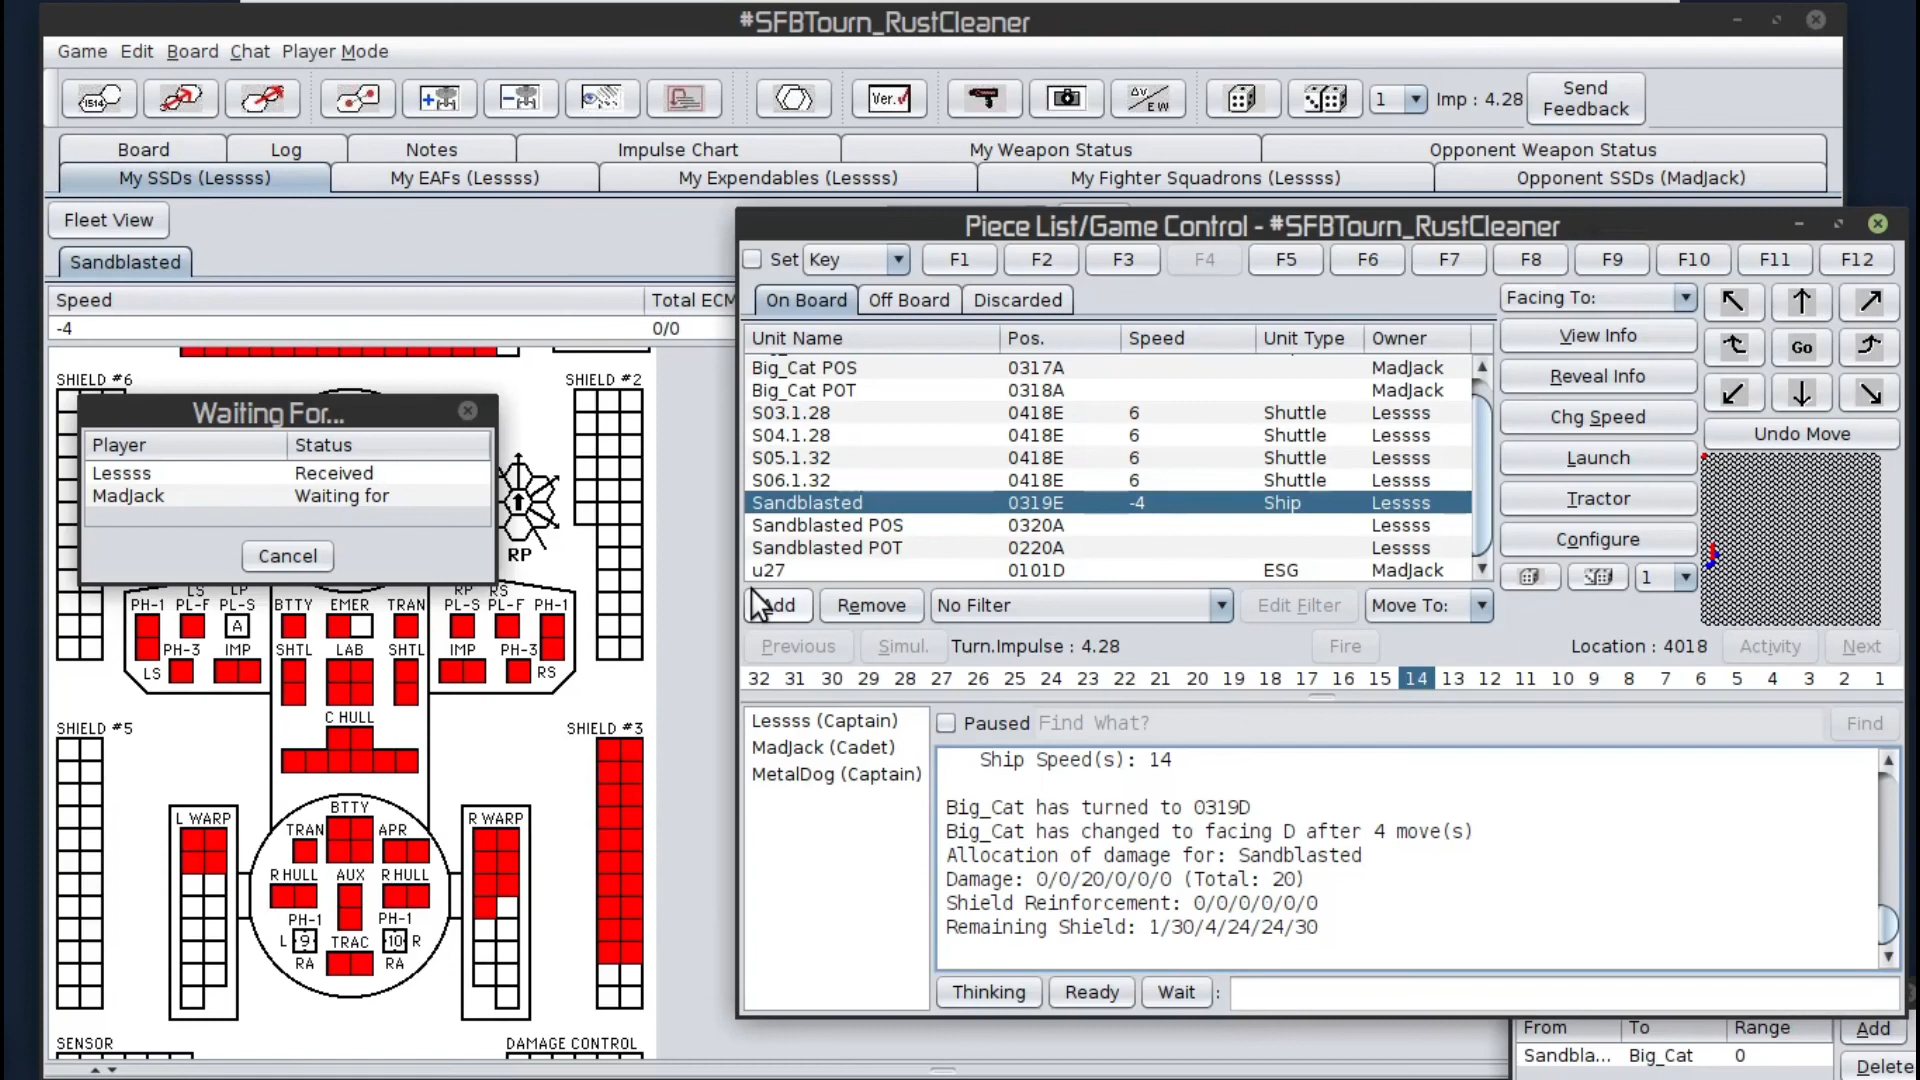 #SFBTourn_RustCleaner
Game Edit Board Chat Player Mode
1514 Ver. ΔV/EW 1 Imp : 4.28 Send Feedback
Board Log Notes Impulse Chart My Weapon Status Opponent Weapon Status
My SSDs (Lessss) My EAFs (Lessss) My Expendables (Lessss) My Fighter Squadrons (Lessss) Opponent SSDs (MadJack)
Fleet View
Sandblasted
Speed Total ECM
-4 0/0
SHIELD #6 SHIELD #2
Waiting For...
Player Status
Lessss Received
MadJack Waiting for
Cancel
RP
LS LP RP RS
PH-1 PL-F PL-S BTTY EMER TRAN PL-S PL-F PH-1
A
PH-3 IMP SHTL LAB SHTL IMP PH-3
LS RS
C HULL
SHIELD #5 SHIELD #3
L WARP BTTY R WARP
TRAN APR
R HULL AUX R HULL
PH-1 PH-1
L 9 TRAC 10 R
RA RA
SENSOR DAMAGE CONTROL
Piece List/Game Control - #SFBTourn_RustCleaner
Set Key F1 F2 F3 F4 F5 F6 F7 F8 F9 F10 F11 F12
On Board Off Board Discarded
Unit Name Pos. Speed Unit Type Owner
Big_Cat POS 0317A MadJack
Big_Cat POT 0318A MadJack
S03.1.28 0418E 6 Shuttle Lessss
S04.1.28 0418E 6 Shuttle Lessss
S05.1.32 0418E 6 Shuttle Lessss
S06.1.32 0418E 6 Shuttle Lessss
Sandblasted 0319E -4 Ship Lessss
Sandblasted POS 0320A Lessss
Sandblasted POT 0220A Lessss
u27 0101D ESG MadJack
Facing To:
View Info
Reveal Info
Go
Chg Speed
Undo Move
Launch
Tractor
Configure
1
Add Remove No Filter Edit Filter Move To:
Previous Simul. Turn.Impulse : 4.28 Fire Location : 4018 Activity Next
32 31 30 29 28 27 26 25 24 23 22 21 20 19 18 17 16 15 14 13 12 11 10 9 8 7 6 5 4 3 2 1
Lessss (Captain)
MadJack (Cadet)
MetalDog (Captain)
Paused Find What? Find
Ship Speed(s): 14
Big_Cat has turned to 0319D
Big_Cat has changed to facing D after 4 move(s)
Allocation of damage for: Sandblasted
Damage: 0/0/20/0/0/0 (Total: 20)
Shield Reinforcement: 0/0/0/0/0/0
Remaining Shield: 1/30/4/24/24/30
Thinking Ready Wait :
From To Range Add
Sandbla... Big_Cat 0 Delete